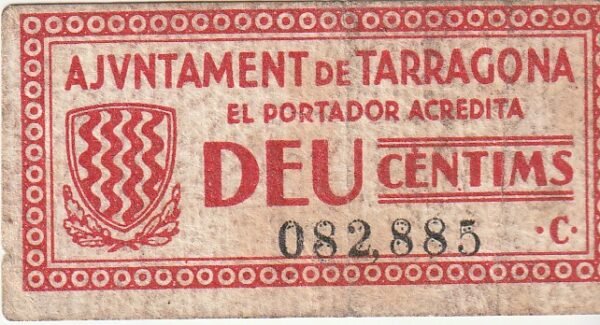 AJVNTAMENT DE TARRAGONA
EL PORTADOR ACREDITA
DEU CÈNTIMS
082,885 ·C·